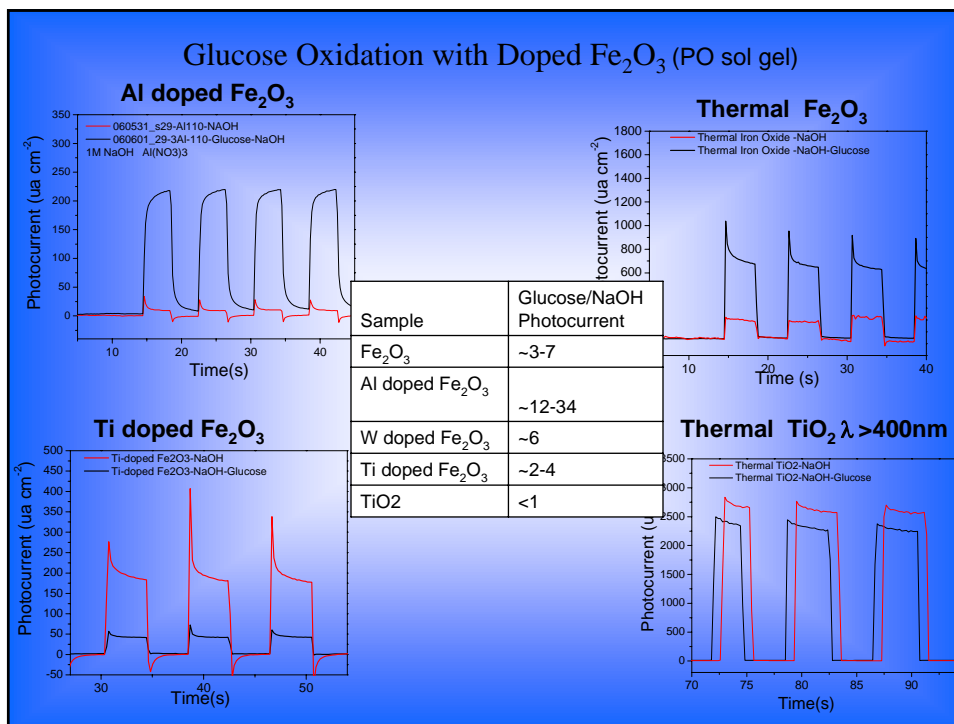 Glucose Oxidation with Doped Fe₂O₃ (PO sol gel)
Al doped Fe₂O₃
350
300
250
200
150
100
50
0
Photocurrent (ua cm⁻²)
060531_s29-Al110-NAOH
060601_29-3Al-110-Glucose-NaOH
1M NaOH Al(NO3)3
10 20 30 40
Time(s)
Thermal Fe₂O₃
1800
1600
1400
1200
1000
800
600
Thermal Iron Oxide -NaOH
Thermal Iron Oxide -NaOH-Glucose
10 20 30 40
Time (s)
Sample Glucose/NaOH Photocurrent
Fe₂O₃ ~3-7
Al doped Fe₂O₃ ~12-34
W doped Fe₂O₃ ~6
Ti doped Fe₂O₃ ~2-4
TiO2 <1
Ti doped Fe₂O₃
500
450
400
350
300
250
200
150
100
50
0
-50
Photocurrent (ua cm⁻²)
Ti-doped Fe2O3-NaOH
Ti-doped Fe2O3-NaOH-Glucose
30 40 50
Time(s)
Thermal TiO₂ λ >400nm
3500
3000
2500
2000
1500
1000
500
0
Thermal TiO2-NaOH
Thermal TiO2-NaOH-Glucose
70 75 80 85 90
Time(s)